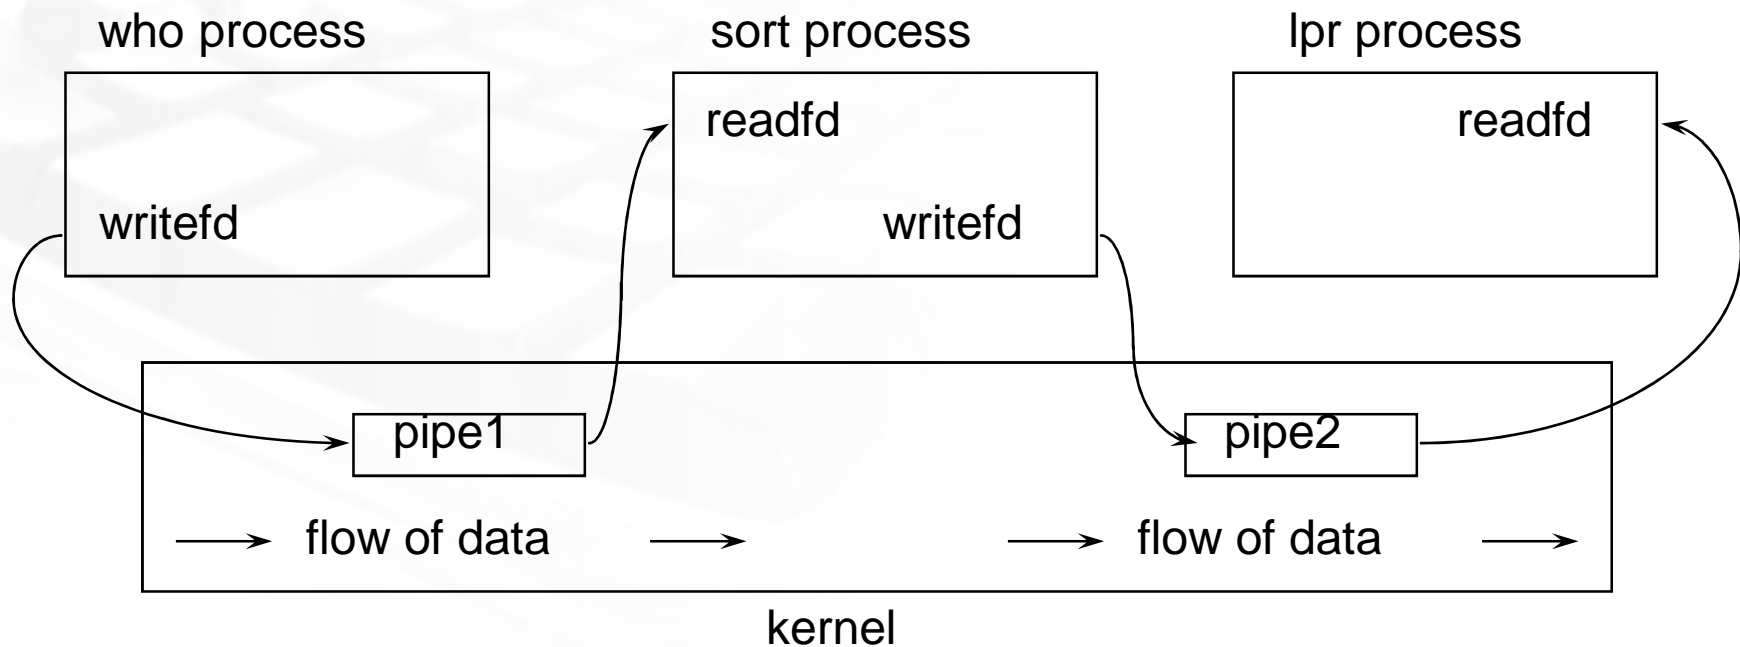 who process
sort process
lpr process
readfd
readfd
writefd
writefd
pipe1
pipe2
flow of data
flow of data
kernel